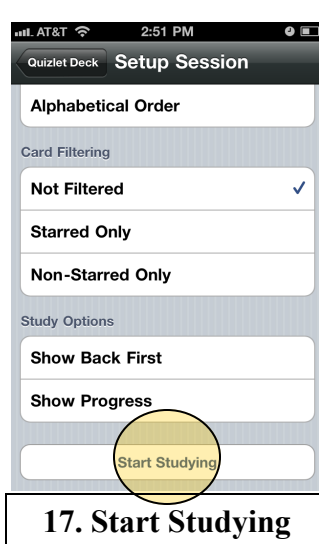 AT&T 2:51 PM
Quizlet Deck Setup Session
Alphabetical Order
Card Filtering
Not Filtered
Starred Only
Non-Starred Only
Study Options
Show Back First
Show Progress
Start Studying
17. Start Studying